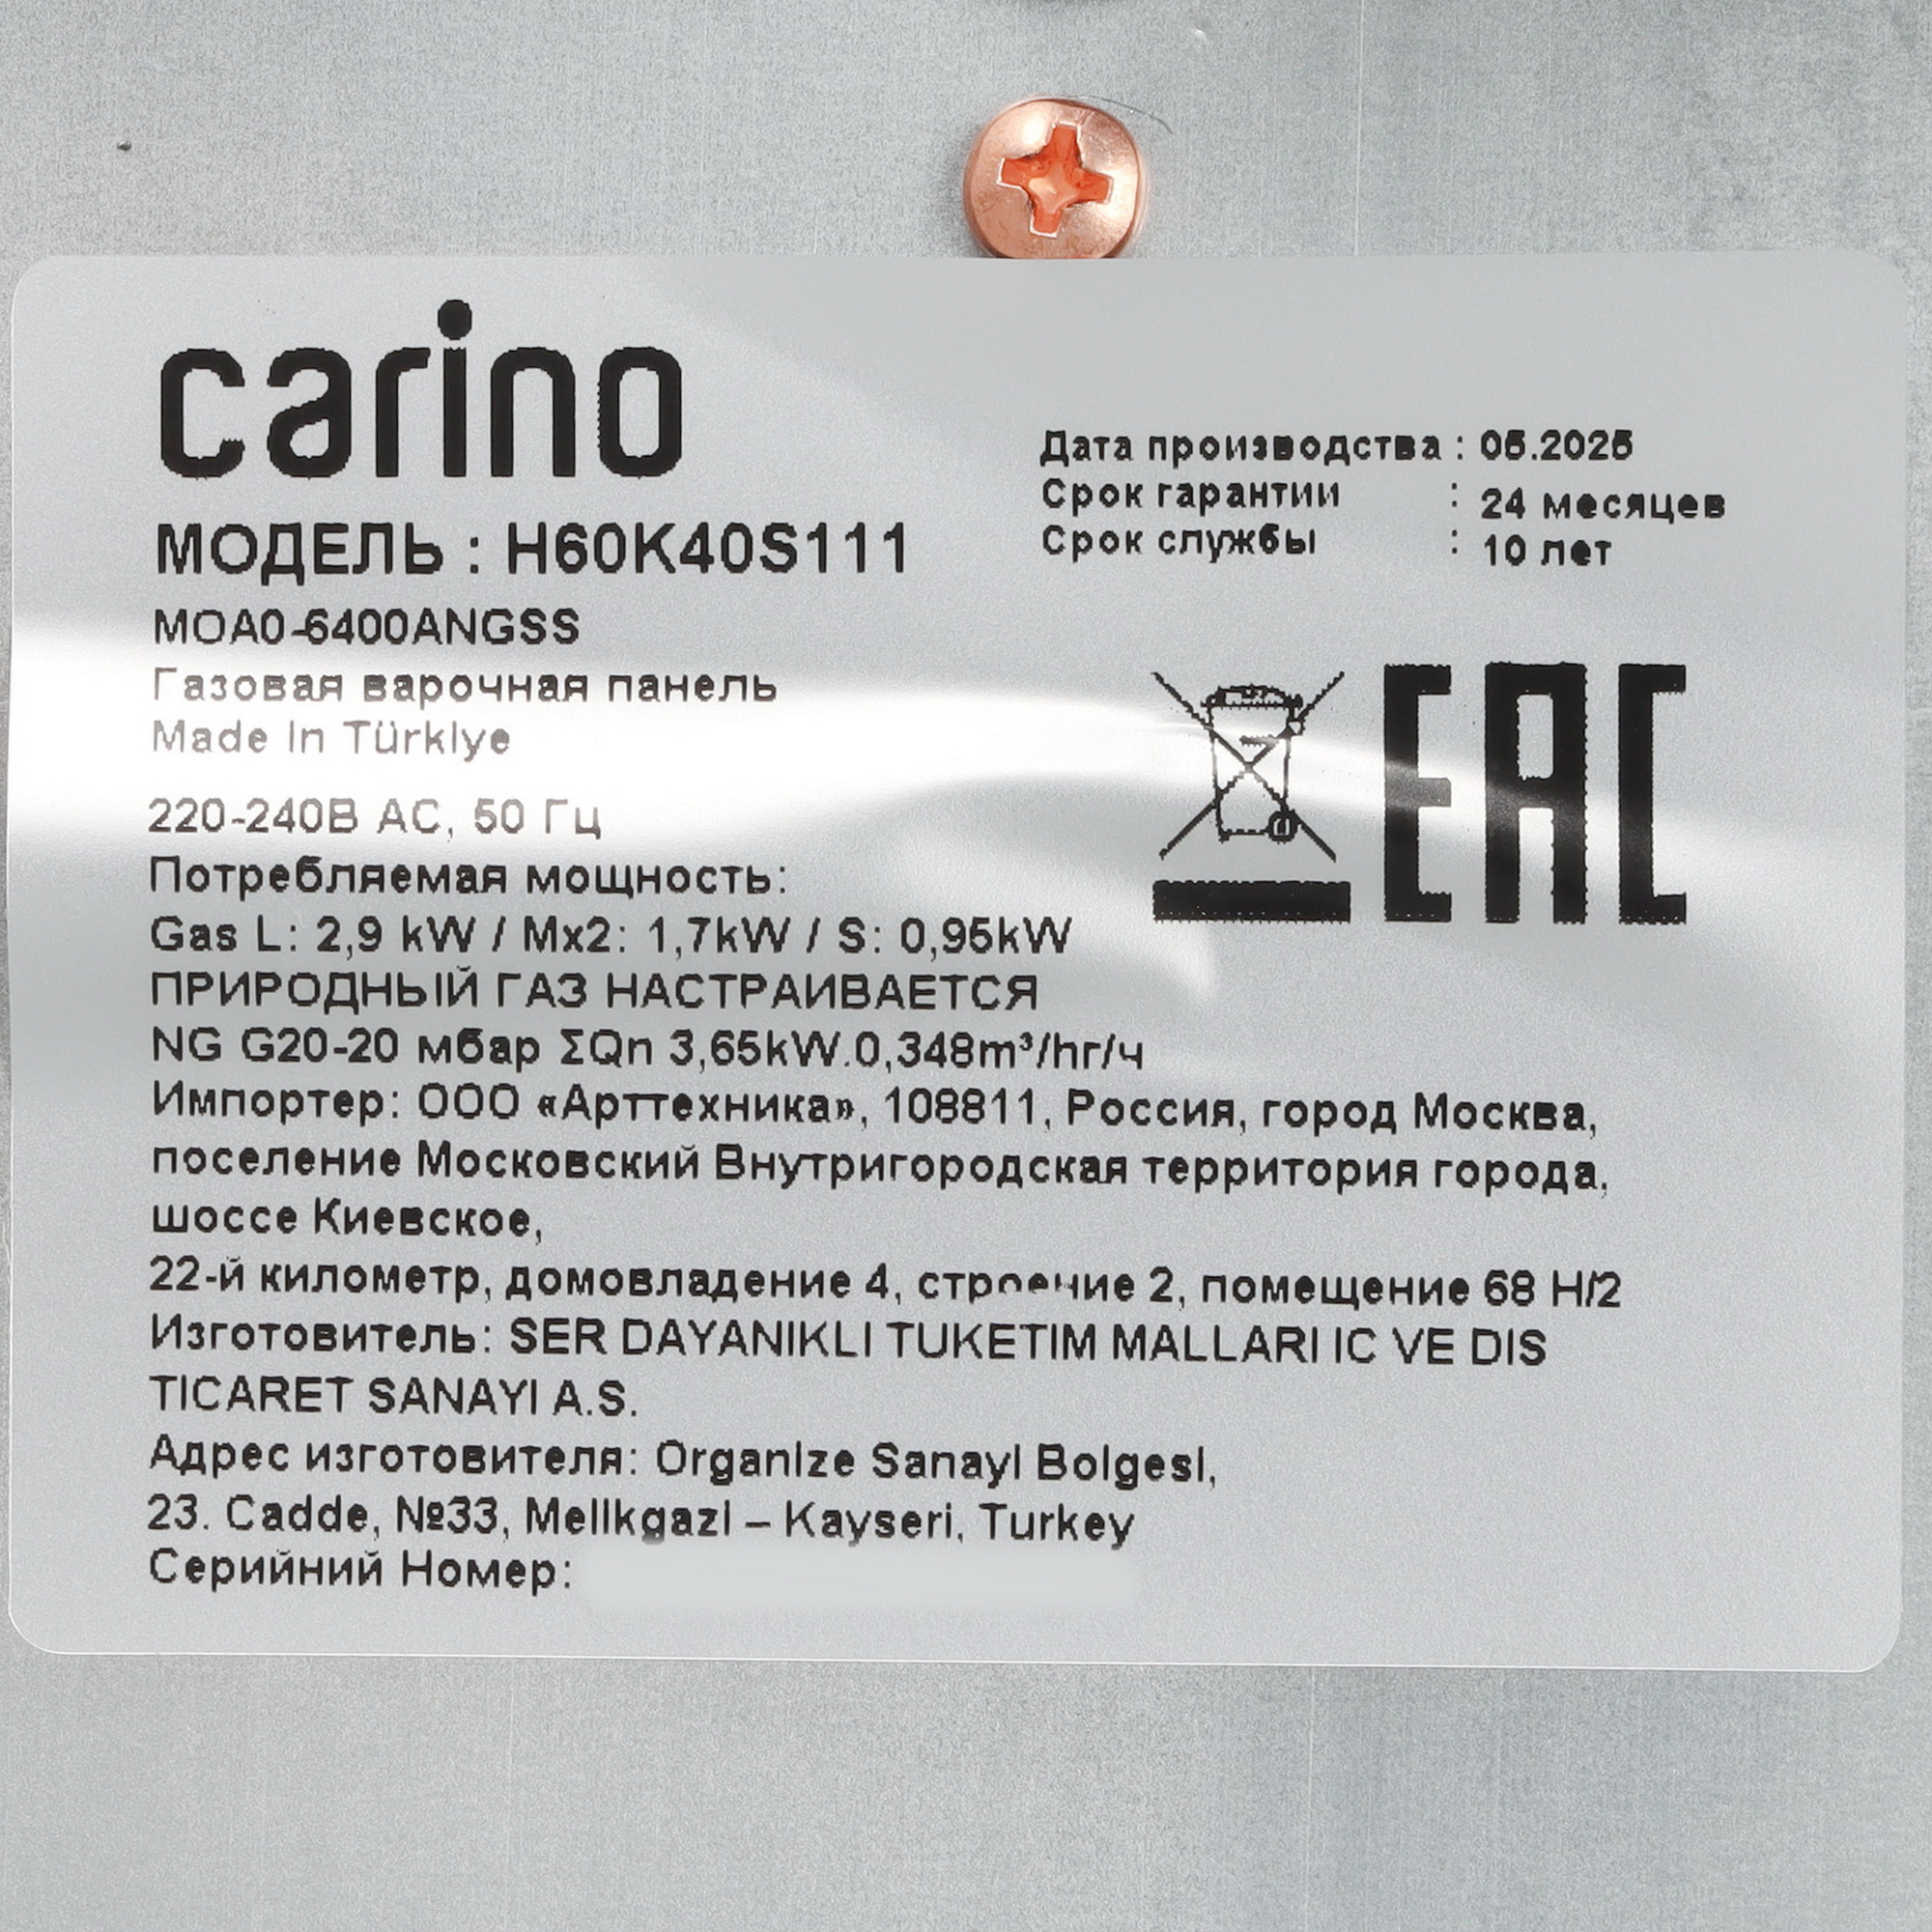 carino
МОДЕЛЬ : H60K40S111
MOA0-6400ANGSS
Газовая варочная панель
Made In Türkiye
Дата производства : 05.2025
Срок гарантии : 24 месяцев
Срок службы : 10 лет
EAC
220-240В AC, 50 Гц
Потребляемая мощность:
Gas L: 2,9 kW / Mx2: 1,7kW / S: 0,95kW
ПРИРОДНЫЙ ГАЗ НАСТРАИВАЕТСЯ
NG G20-20 мбар ΣQn 3,65kW.0,348m³/hr/ч
Импортер: ООО «Арттехника», 108811, Россия, город Москва,
поселение Московский Внутригородская территория города,
шоссе Киевское,
22-й километр, домовладение 4, строение 2, помещение 68 Н/2
Изготовитель: SER DAYANIKLI TUKETIM MALLARI IC VE DIS
TICARET SANAYI A.S.
Адрес изготовителя: Organize Sanayi Bolgesi,
23. Cadde, №33, Melikgazi – Kayseri, Turkey
Серийний Номер: